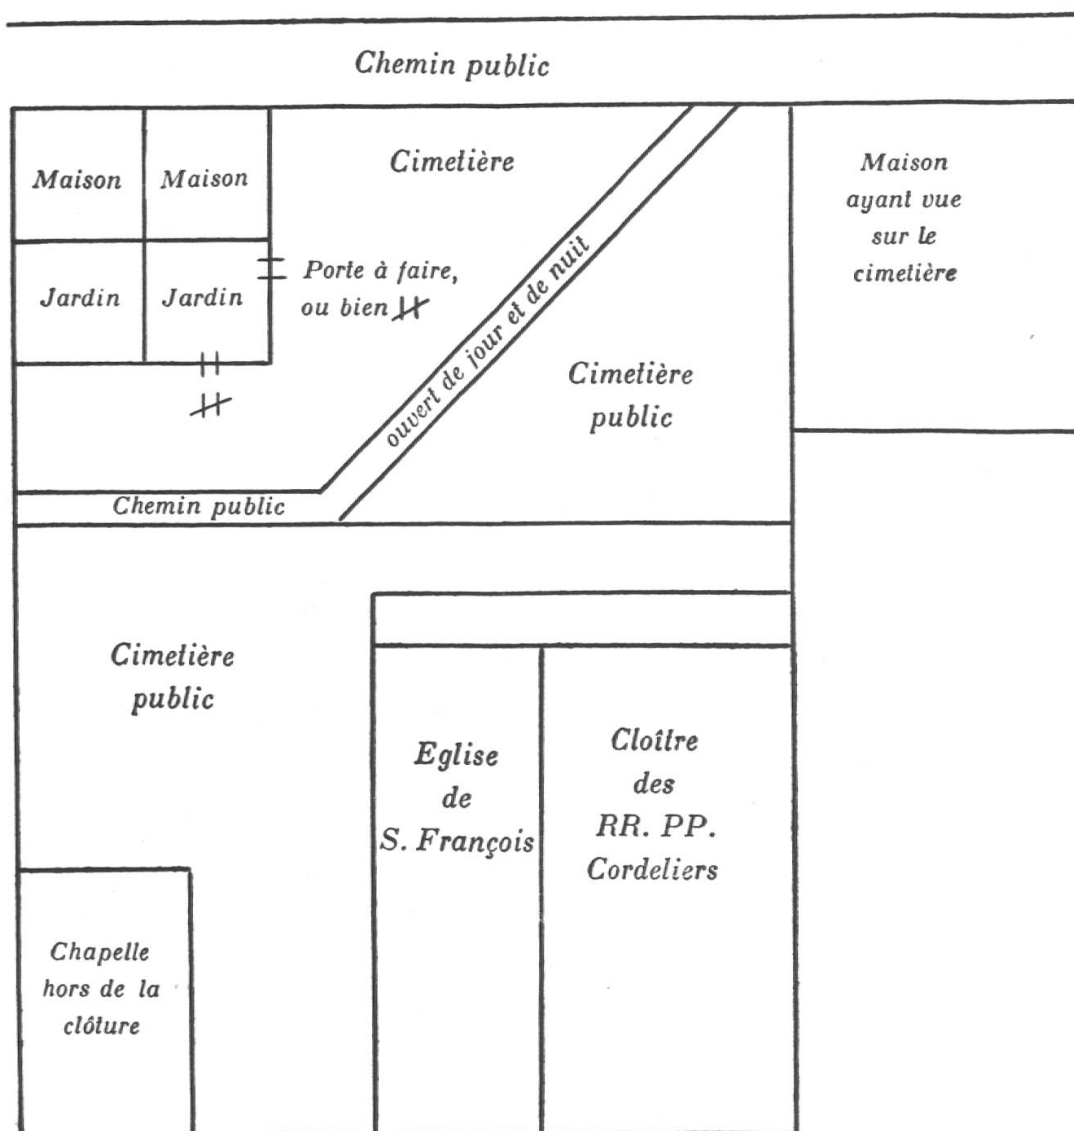 Chemin public
Maison
Maison
Cimetière
Maison
ayant vue
sur le
cimetière
Jardin
Jardin
Porte à faire,
ou bien
ouvert de jour et de nuit
Cimetière
public
Chemin public
Cimetière
public
Eglise
de
S. François
Cloître
des
RR. PP.
Cordeliers
Chapelle
hors de la
clôture